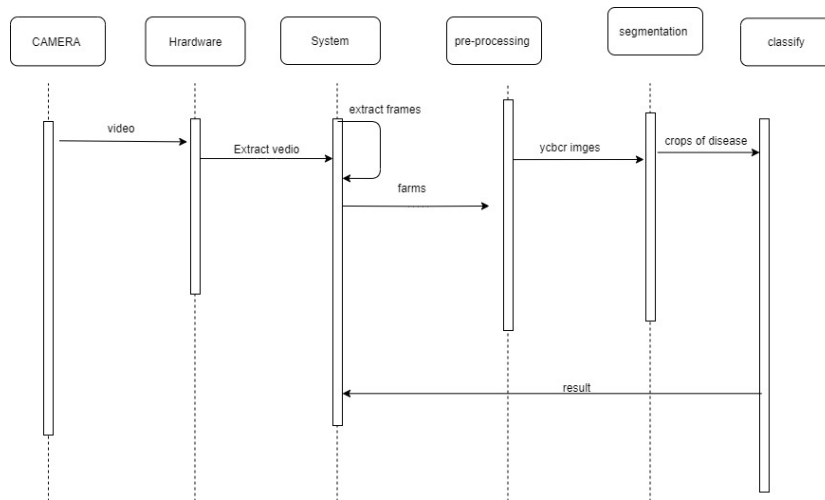 CAMERA
Hrardware
System
pre-processing
segmentation
classify
extract frames
video
Extract vedio
ycbcr imges
crops of disease
farms
result